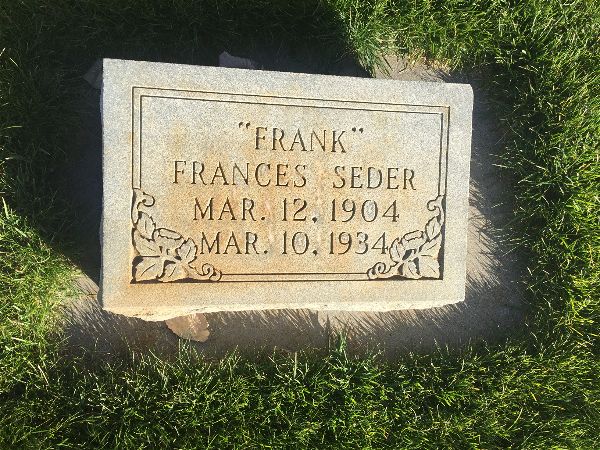 "FRANK"
FRANCES SEDER
MAR. 12, 1904
MAR. 10, 1934